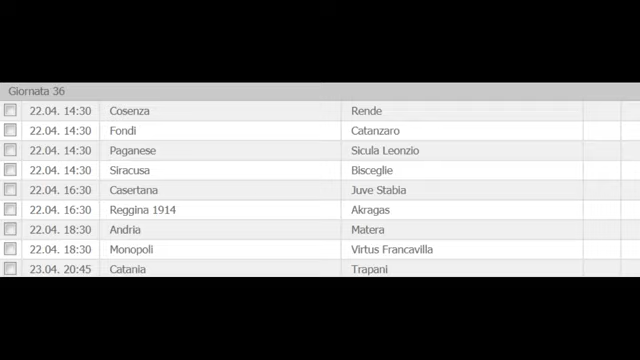 Giornata 36
22.04. 14:30 Cosenza Rende
22.04. 14:30 Fondi Catanzaro
22.04. 14:30 Paganese Sicula Leonzio
22.04. 14:30 Siracusa Bisceglie
22.04. 16:30 Casertana Juve Stabia
22.04. 16:30 Reggina 1914 Akragas
22.04. 18:30 Andria Matera
22.04. 18:30 Monopoli Virtus Francavilla
23.04. 20:45 Catania Trapani